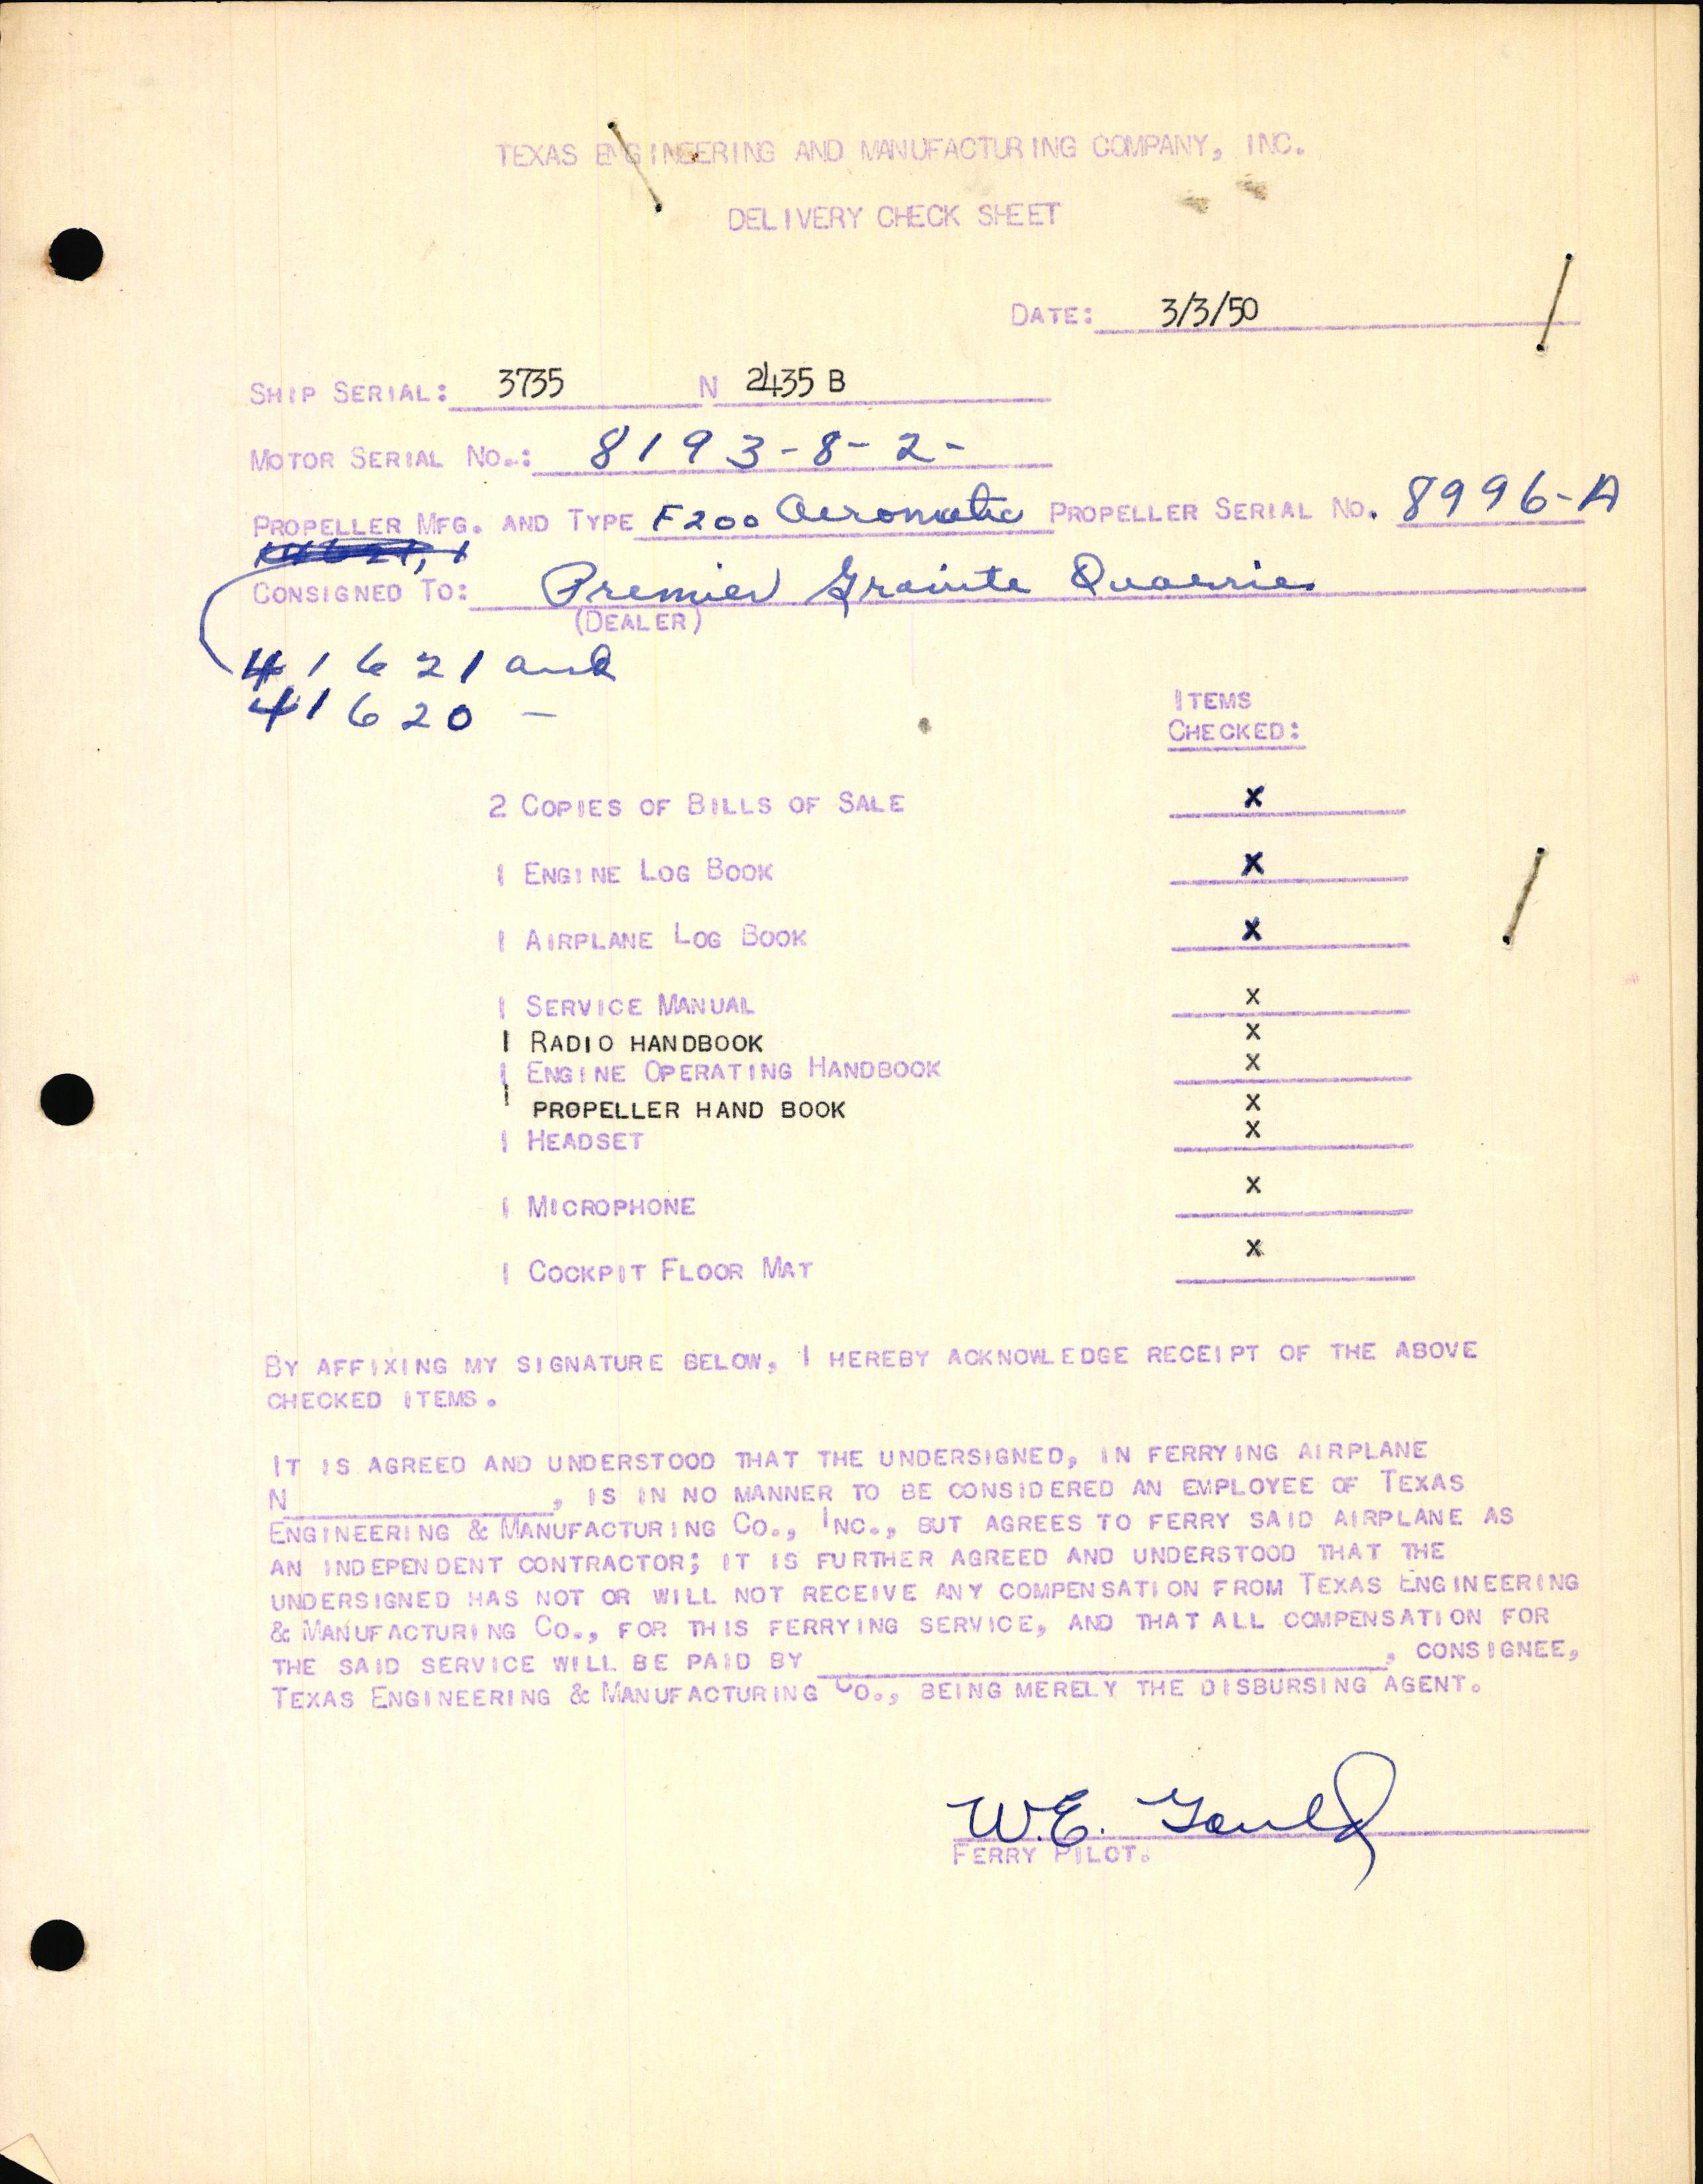 TEXAS ENGINEERING AND MANUFACTURING COMPANY, INC.
DELIVERY CHECK SHEET
DATE: 3/3/50
SHIP SERIAL: 3735 N 2435 B
MOTOR SERIAL NO.: 8193-8-2-
PROPELLER MFG. AND TYPE F200 Aeromatic PROPELLER SERIAL NO. 8996-A
CONSIGNED TO: Premier Granite Quarries
(DEALER)
41621 and
41620 -
ITEMS
CHECKED:
2 COPIES OF BILLS OF SALE X
1 ENGINE LOG BOOK X
1 AIRPLANE LOG BOOK X
1 SERVICE MANUAL X
1 RADIO HANDBOOK X
1 ENGINE OPERATING HANDBOOK X
1 PROPELLER HAND BOOK X
1 HEADSET X
1 MICROPHONE X
1 COCKPIT FLOOR MAT X
BY AFFIXING MY SIGNATURE BELOW, I HEREBY ACKNOWLEDGE RECEIPT OF THE ABOVE
CHECKED ITEMS.
IT IS AGREED AND UNDERSTOOD THAT THE UNDERSIGNED, IN FERRYING AIRPLANE
N____________, IS IN NO MANNER TO BE CONSIDERED AN EMPLOYEE OF TEXAS
ENGINEERING & MANUFACTURING CO., INC., BUT AGREES TO FERRY SAID AIRPLANE AS
AN INDEPENDENT CONTRACTOR; IT IS FURTHER AGREED AND UNDERSTOOD THAT THE
UNDERSIGNED HAS NOT OR WILL NOT RECEIVE ANY COMPENSATION FROM TEXAS ENGINEERING
& MANUFACTURING CO., FOR THIS FERRYING SERVICE, AND THAT ALL COMPENSATION FOR
THE SAID SERVICE WILL BE PAID BY ____________, CONSIGNEE,
TEXAS ENGINEERING & MANUFACTURING CO., BEING MERELY THE DISBURSING AGENT.
W.E. Gould
FERRY PILOT.